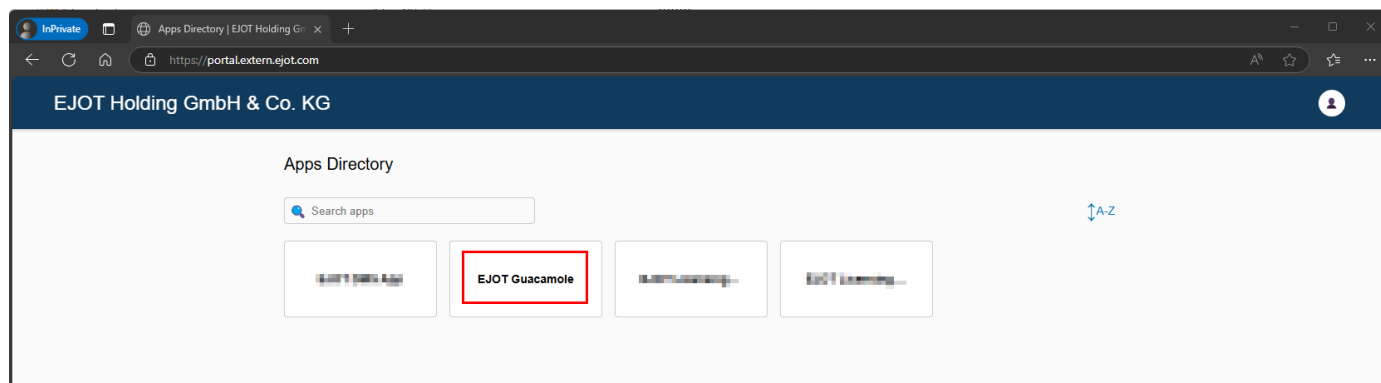 InPrivate
Apps Directory | EJOT Holding Gm
https://portal.extern.ejot.com
EJOT Holding GmbH & Co. KG
Apps Directory
Search apps
A-Z
EJOT Guacamole